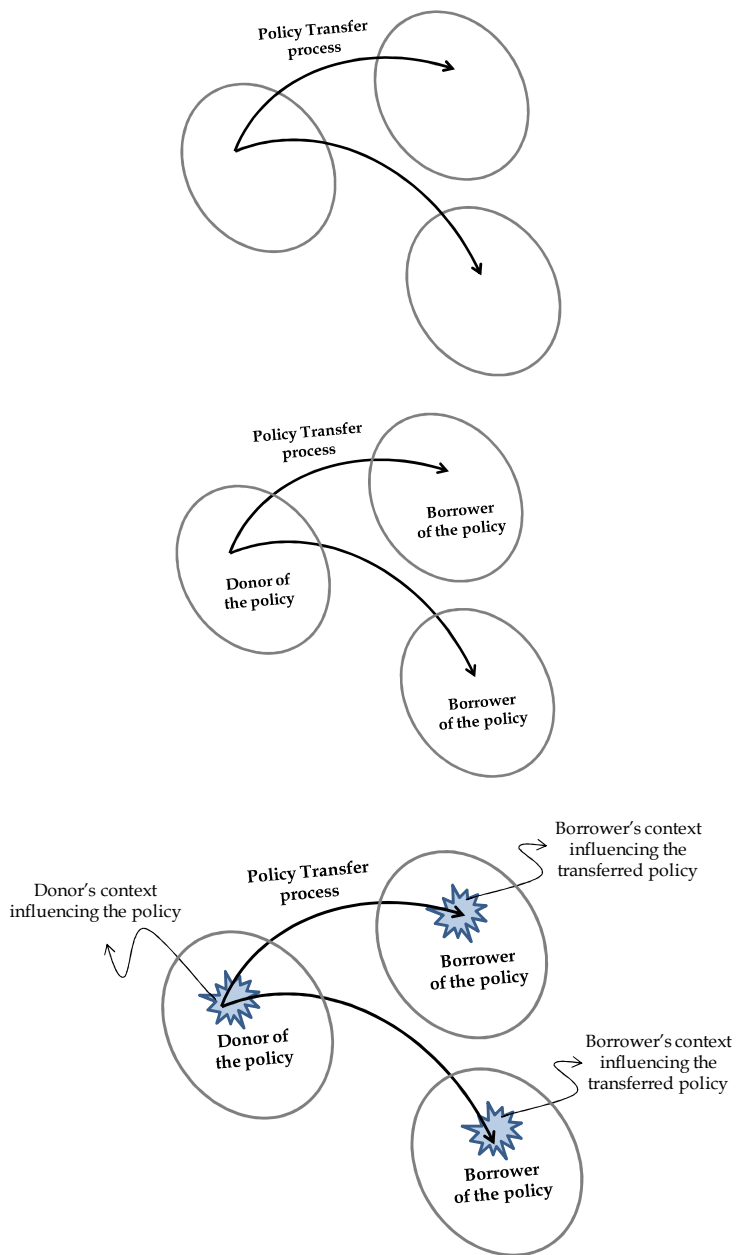 Policy Transfer
process
Policy Transfer
process
Borrower
of the policy
Donor of
the policy
Borrower
of the policy
Borrower’s context
influencing the
transferred policy
Policy Transfer
process
Donor’s context
influencing the policy
Borrower
of the policy
Donor of
the policy
Borrower’s context
influencing the
transferred policy
Borrower
of the policy